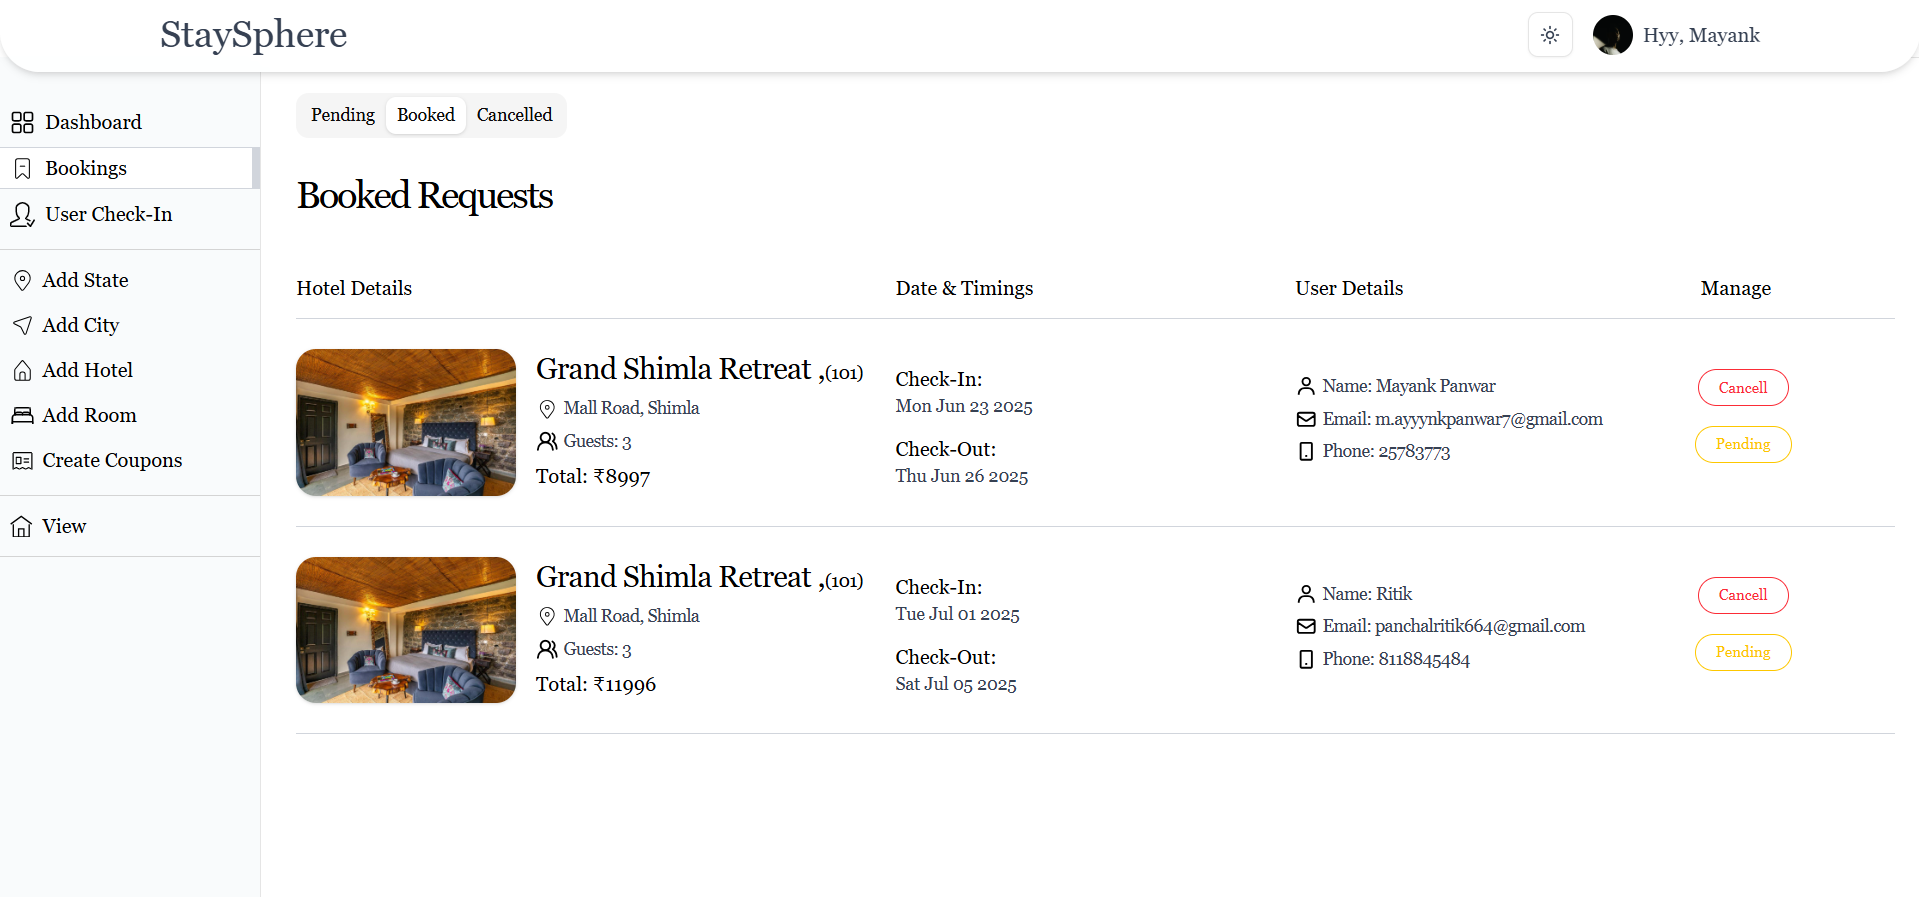 StaySphere
Hyy, Mayank
Dashboard
Bookings
User Check-In
Add State
Add City
Add Hotel
Add Room
Create Coupons
View
Pending Booked Cancelled
Booked Requests
Hotel Details Date & Timings User Details Manage
Grand Shimla Retreat ,(101)
Mall Road, Shimla
Guests: 3
Total: ₹8997
Check-In:
Mon Jun 23 2025
Check-Out:
Thu Jun 26 2025
Name: Mayank Panwar
Email: m.ayyynkpanwar7@gmail.com
Phone: 25783773
Cancell
Pending
Grand Shimla Retreat ,(101)
Mall Road, Shimla
Guests: 3
Total: ₹11996
Check-In:
Tue Jul 01 2025
Check-Out:
Sat Jul 05 2025
Name: Ritik
Email: panchalritik664@gmail.com
Phone: 8118845484
Cancell
Pending